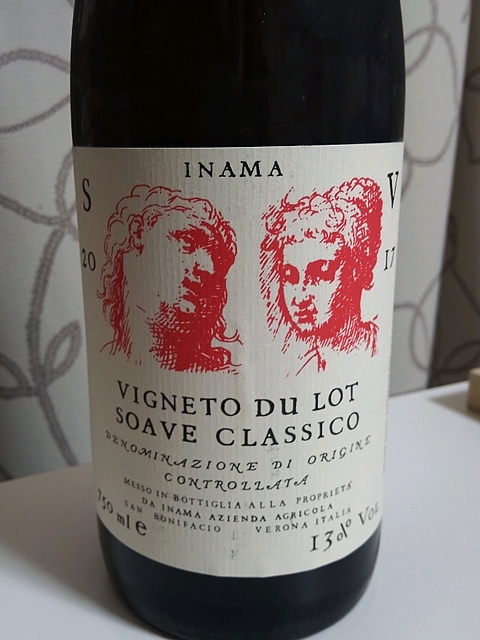 INAMA
S V
20 17
VIGNETO DU LOT
SOAVE CLASSICO
DENOMINAZIONE DI ORIGINE
CONTROLLATA
MESSO IN BOTTIGLIA ALLA PROPRIETÀ
DA INAMA AZIENDA AGRICOLA
SAN BONIFACIO VERONA ITALIA
750 ml e 13% Vol.